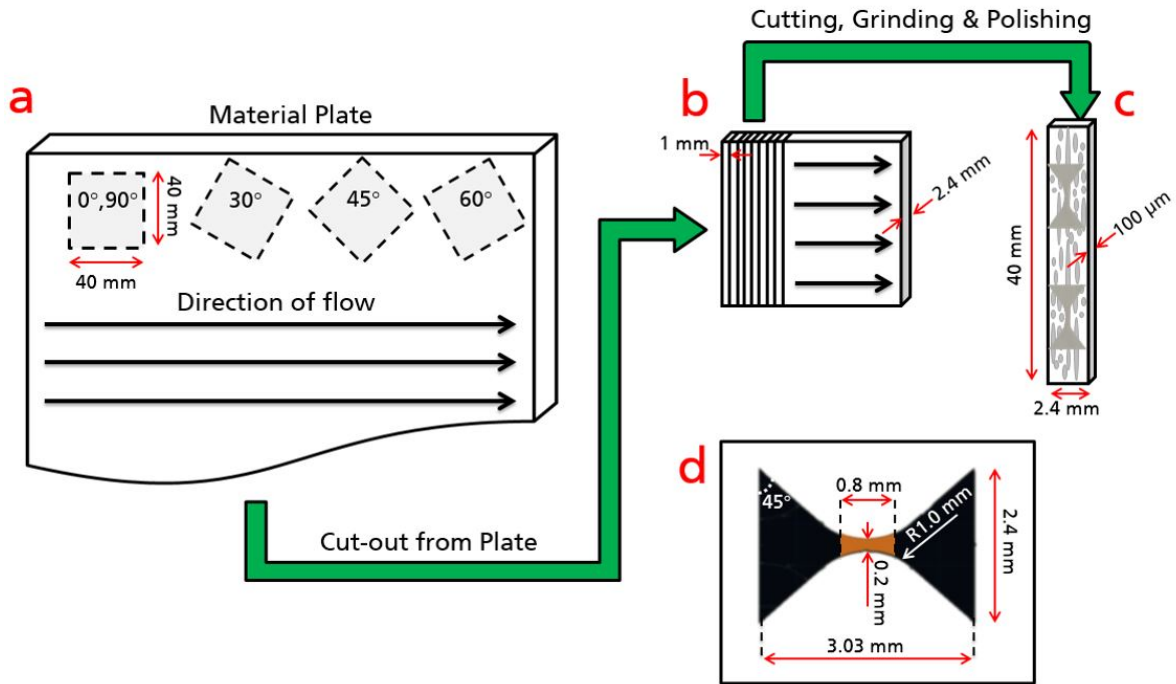 Cutting, Grinding & Polishing
a
Material Plate
0°,90°
40 mm
40 mm
30°
45°
60°
Direction of flow
Cut-out from Plate
b
1 mm
2.4 mm
c
40 mm
100 µm
2.4 mm
d
45°
0.8 mm
R1.0 mm
0.2 mm
2.4 mm
3.03 mm